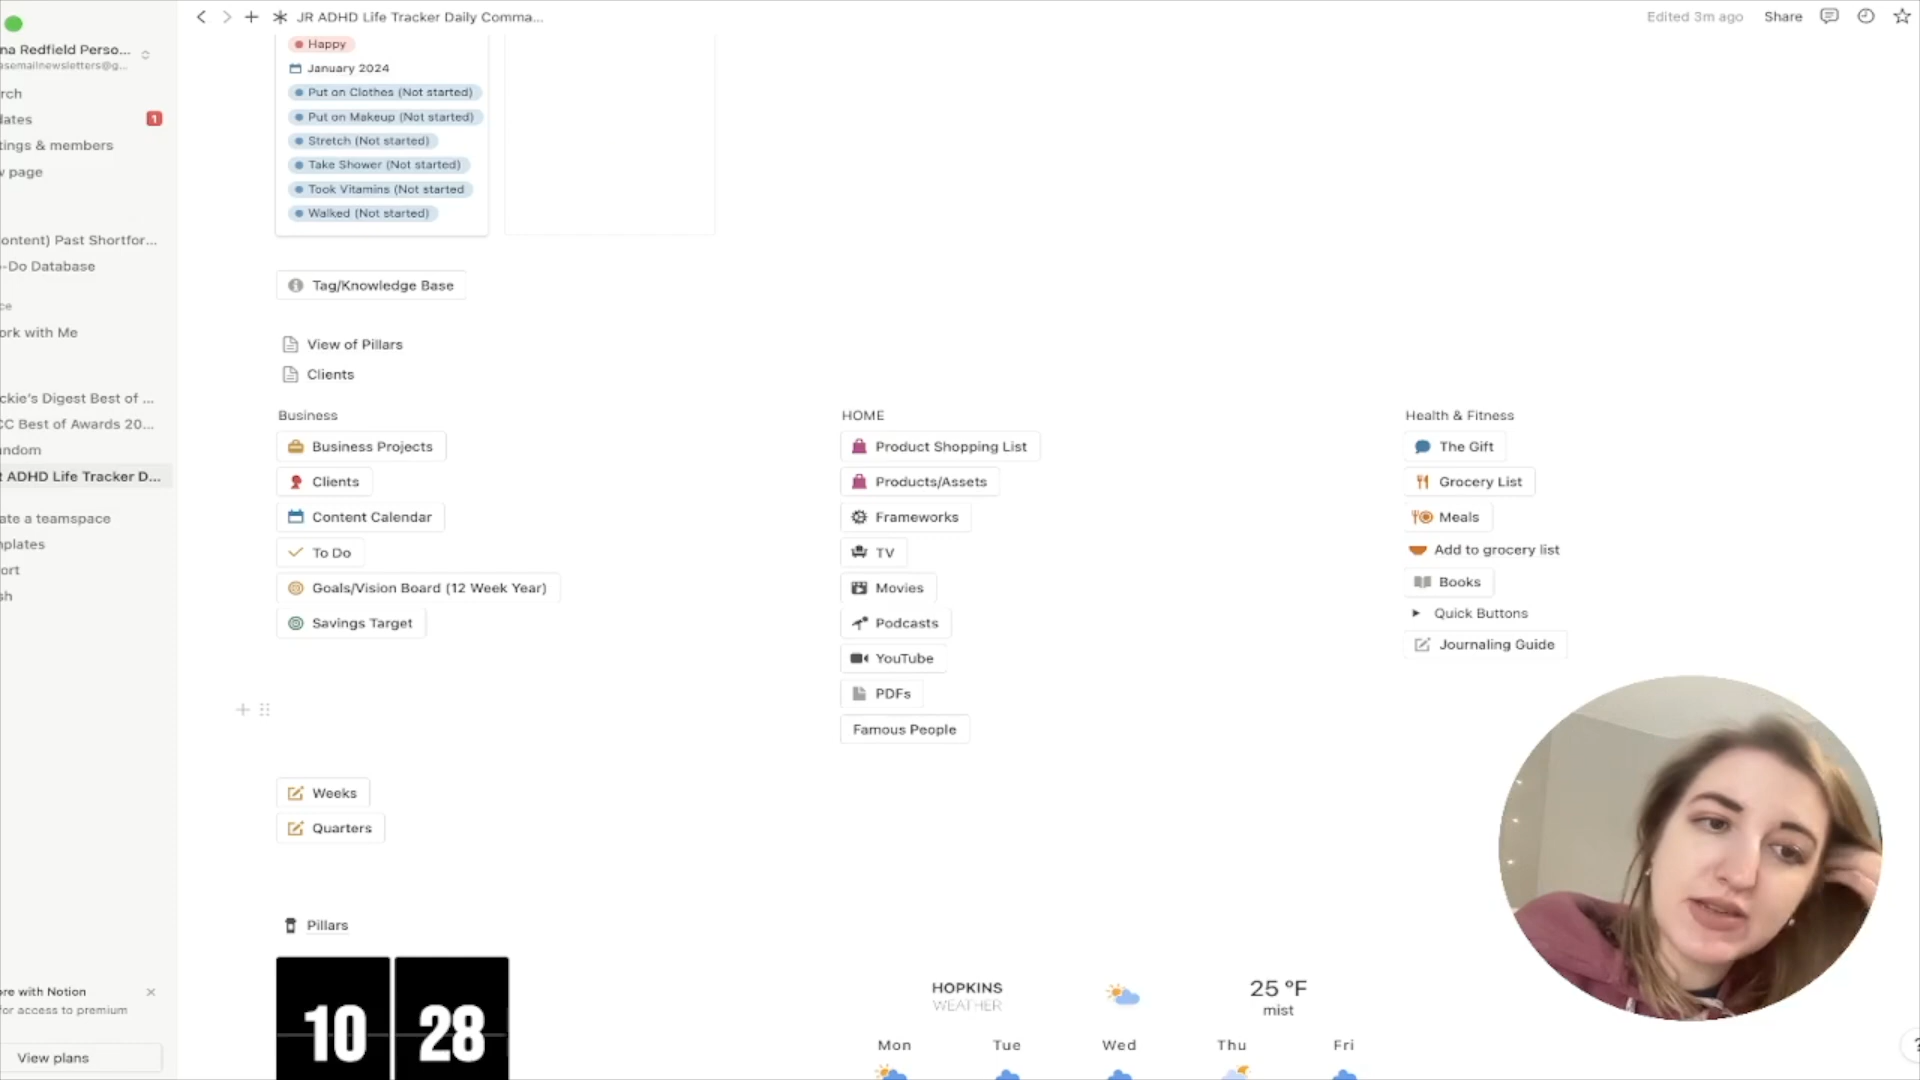 JR ADHD Life Tracker Daily Comma...
Edited 3m ago
Share
na Redfield Perso...
asemailnewsletters@g...
rch
dates
1
tings & members
v page
ontent) Past Shortfor...
-Do Database
ce
ork with Me
ckie's Digest Best of ...
CC Best of Awards 20...
andom
ADHD Life Tracker D...
ate a teamspace
nplates
ort
sh
ore with Notion
for access to premium
View plans
Happy
January 2024
Put on Clothes (Not started)
Put on Makeup (Not started)
Stretch (Not started)
Take Shower (Not started)
Took Vitamins (Not started
Walked (Not started)
Tag/Knowledge Base
View of Pillars
Clients
Business
Business Projects
Clients
Content Calendar
To Do
Goals/Vision Board (12 Week Year)
Savings Target
HOME
Product Shopping List
Products/Assets
Frameworks
TV
Movies
Podcasts
YouTube
PDFs
Famous People
Health & Fitness
The Gift
Grocery List
Meals
Add to grocery list
Books
Quick Buttons
Journaling Guide
Weeks
Quarters
Pillars
10 28
HOPKINS
WEATHER
25 °F
mist
Mon Tue Wed Thu Fri
?